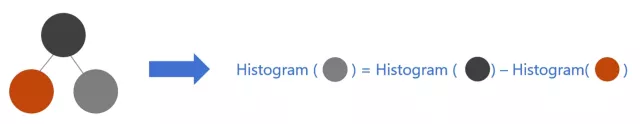 Histogram ( ) = Histogram ( ) – Histogram( )